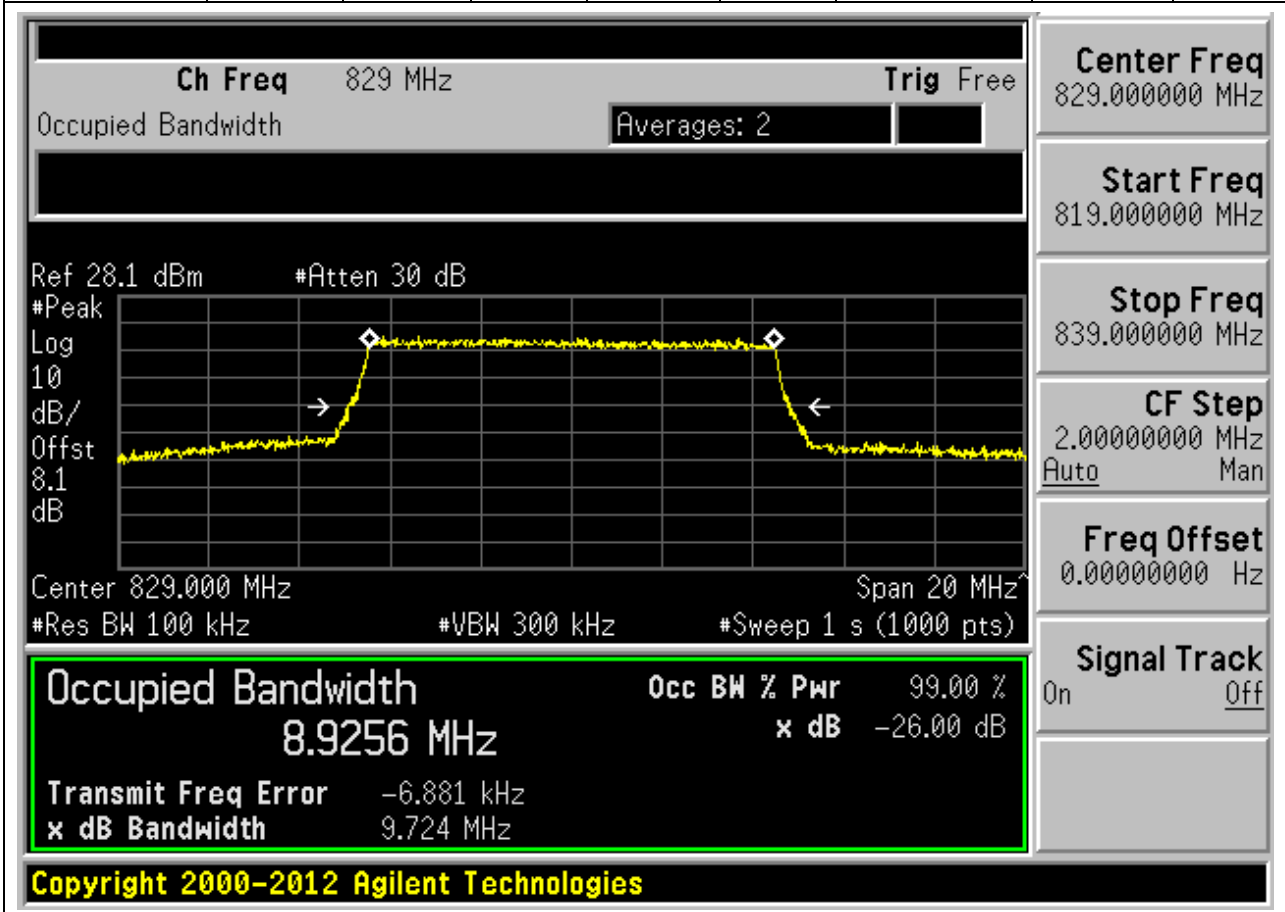 Ch Freq 829 MHz Trig Free
Occupied Bandwidth Averages: 2
Ref 28.1 dBm #Atten 30 dB
#Peak
Log
10
dB/
Offst
8.1
dB
Center 829.000 MHz Span 20 MHz^
#Res BW 100 kHz #VBW 300 kHz #Sweep 1 s (1000 pts)
Occupied Bandwidth Occ BW % Pwr 99.00 %
8.9256 MHz x dB -26.00 dB
Transmit Freq Error -6.881 kHz
x dB Bandwidth 9.724 MHz
Copyright 2000-2012 Agilent Technologies
Center Freq
829.000000 MHz
Start Freq
819.000000 MHz
Stop Freq
839.000000 MHz
CF Step
2.00000000 MHz
Auto Man
Freq Offset
0.00000000 Hz
Signal Track
On Off